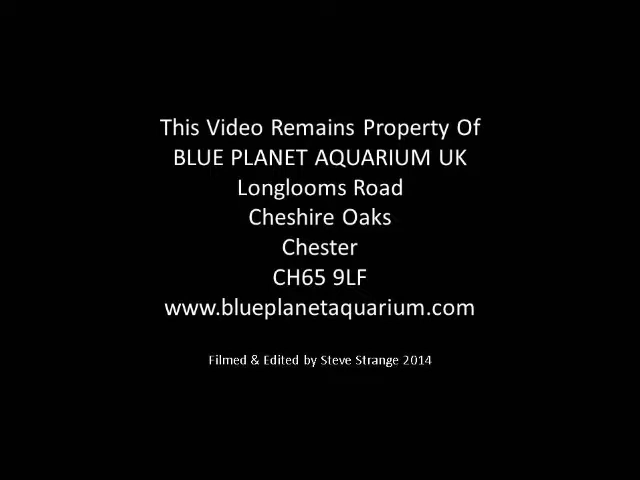 This Video Remains Property Of
BLUE PLANET AQUARIUM UK
Longlooms Road
Cheshire Oaks
Chester
CH65 9LF
www.blueplanetaquarium.com
Filmed & Edited by Steve Strange 2014